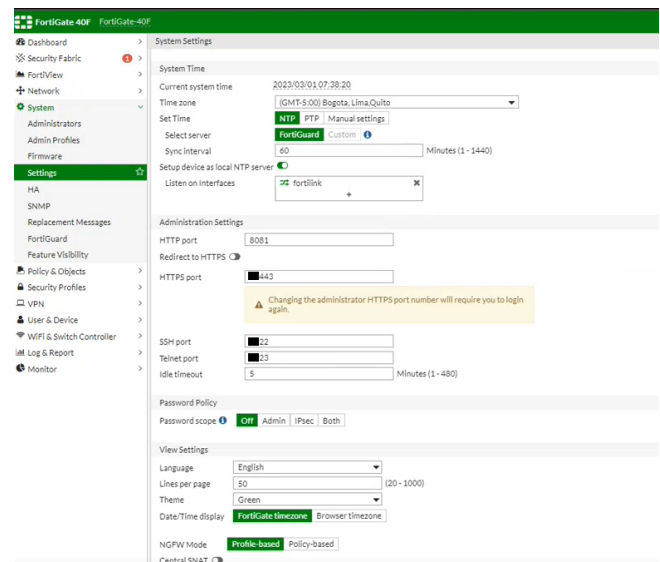 FortiGate 40F FortiGate-40F
Dashboard
Security Fabric 1
FortiView
Network
System
Administrators
Admin Profiles
Firmware
Settings
HA
SNMP
Replacement Messages
FortiGuard
Feature Visibility
Policy & Objects
Security Profiles
VPN
User & Device
WiFi & Switch Controller
Log & Report
Monitor
System Settings
System Time
Current system time 2023/03/01 07:38:20
Time zone (GMT-5:00) Bogota, Lima,Quito
Set Time NTP PTP Manual settings
Select server FortiGuard Custom
Sync interval 60 Minutes (1 - 1440)
Setup device as local NTP server
Listen on Interfaces fortilink
+
Administration Settings
HTTP port 8081
Redirect to HTTPS
HTTPS port 443
Changing the administrator HTTPS port number will require you to login
again.
SSH port 22
Telnet port 23
Idle timeout 5 Minutes (1 - 480)
Password Policy
Password scope Off Admin IPsec Both
View Settings
Language English
Lines per page 50 (20 - 1000)
Theme Green
Date/Time display FortiGate timezone Browser timezone
NGFW Mode Profile-based Policy-based
Central SNAT